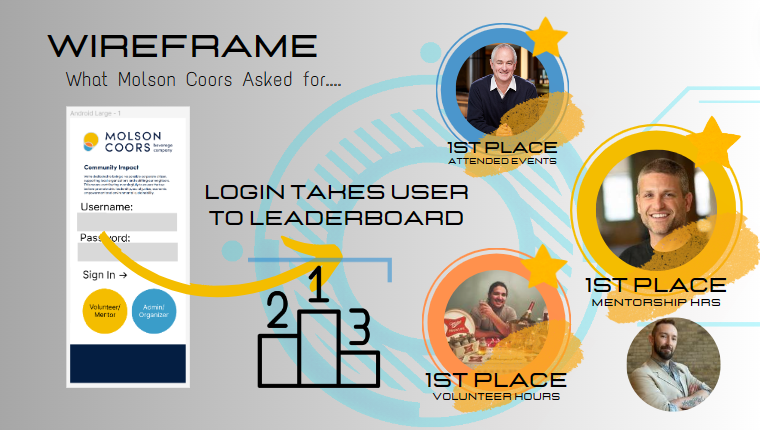 WIREFRAME
What Molson Coors Asked for....
Android Large - 1
MOLSON
COORS beverage
company
Community Impact
Username:
Password:
Sign In →
Volunteer/
Mentor
Admin/
Organizer
LOGIN TAKES USER
TO LEADERBOARD
1
2
3
1ST PLACE
ATTENDED EVENTS
1ST PLACE
MENTORSHIP HRS
1ST PLACE
VOLUNTEER HOURS